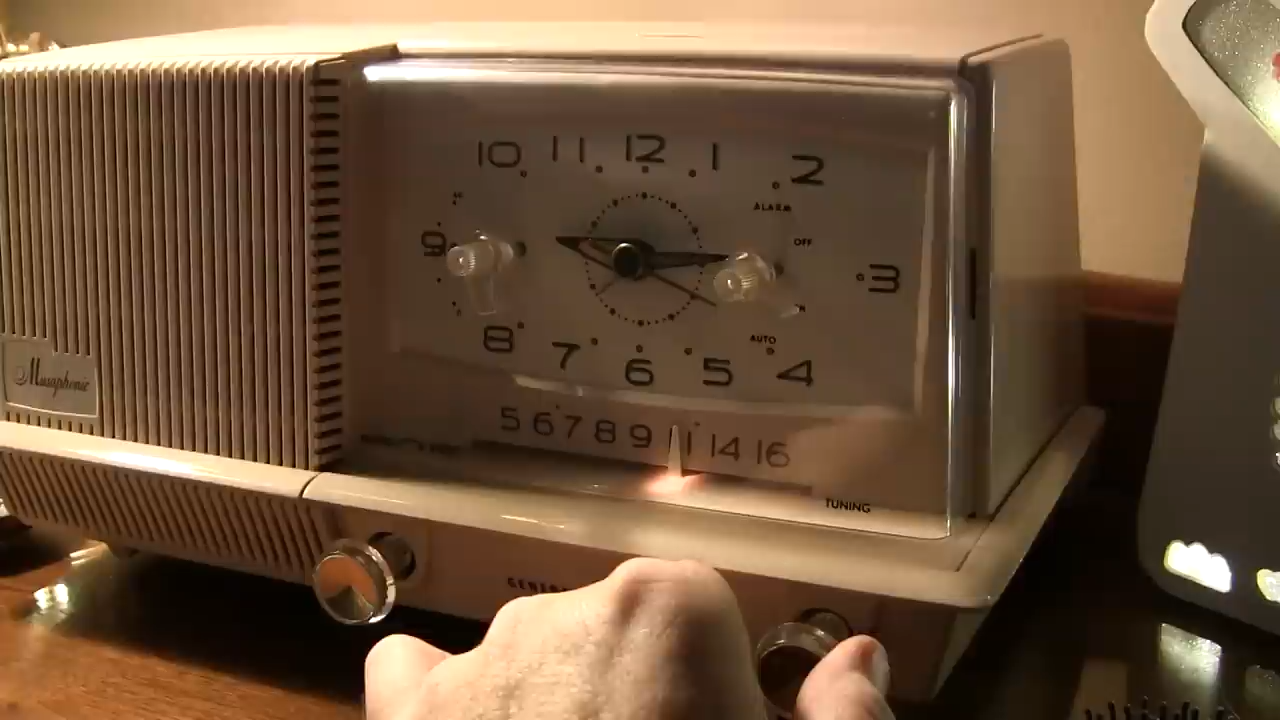 10 11 12 1 2
ALARM
9
OFF
3
8 7 6 5 4
AUTO
Musaphonic
5 6 7 8 9 11 14 16
TUNING